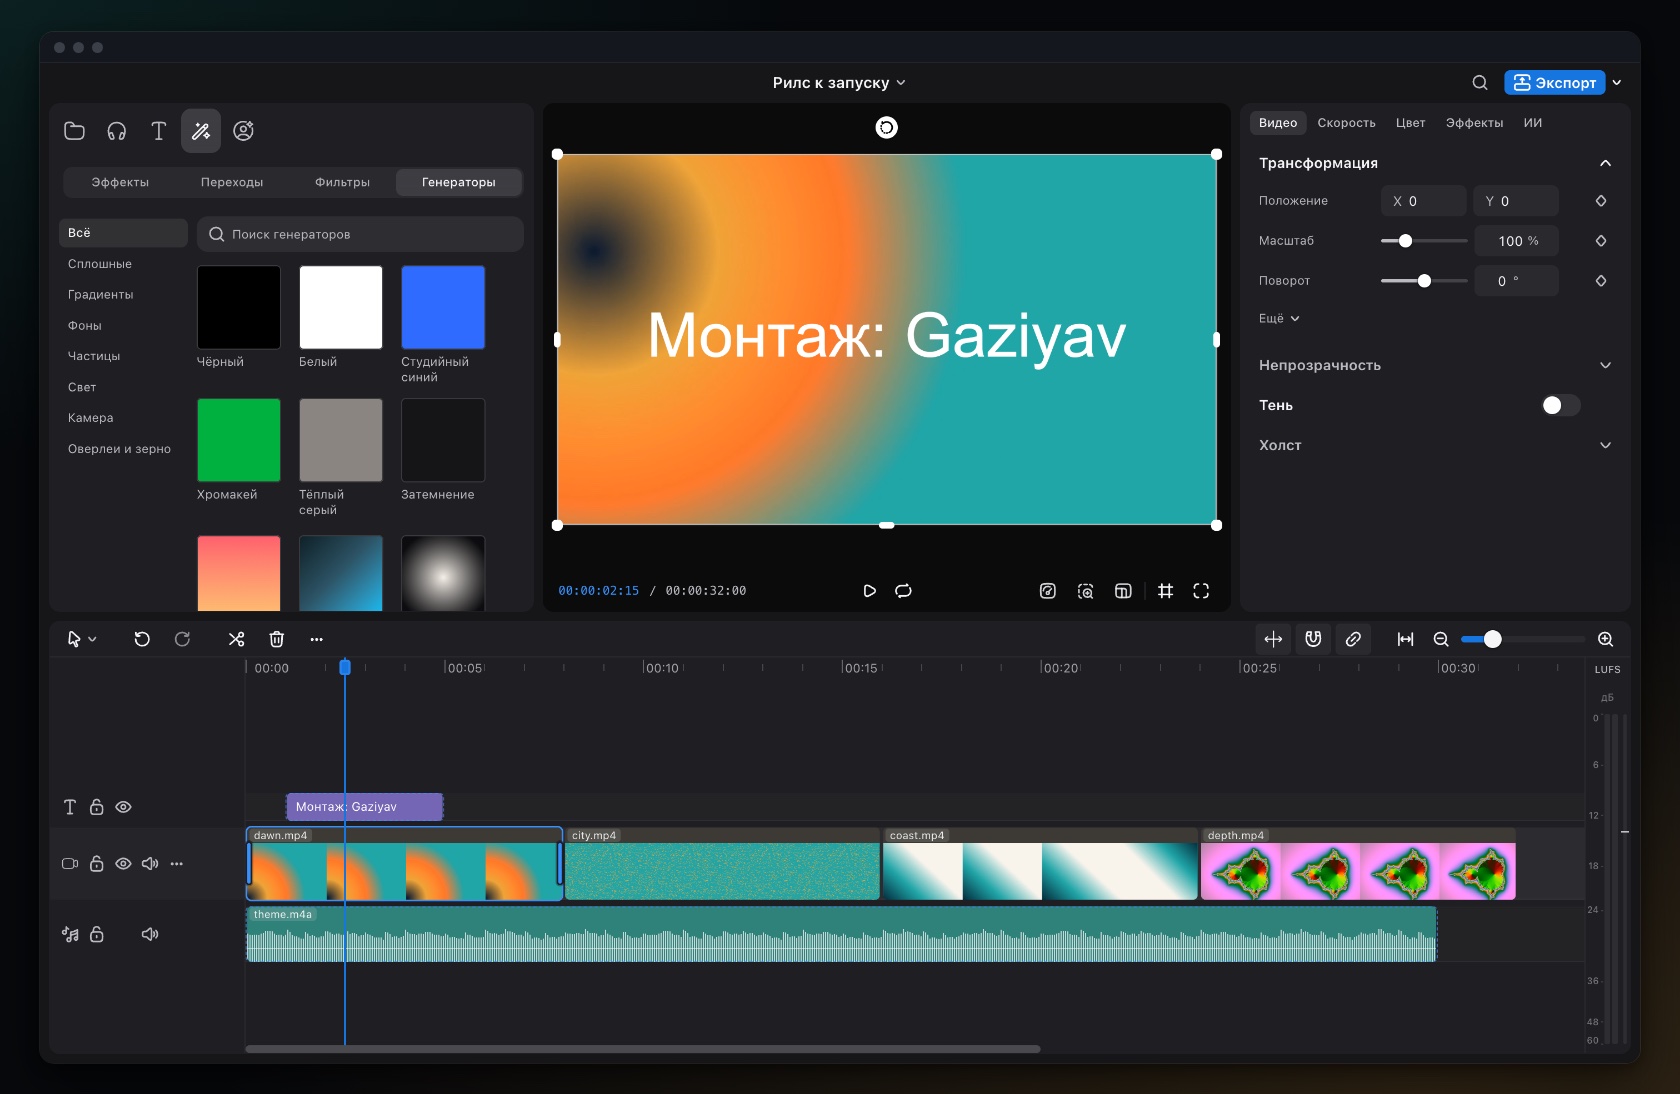 Рилс к запуску
Экспорт
Эффекты Переходы Фильтры Генераторы
Всё
Сплошные
Градиенты
Фоны
Частицы
Свет
Камера
Оверлеи и зерно
Поиск генераторов
Чёрный
Белый
Студийный
синий
Хромакей
Тёплый
серый
Затемнение
Монтаж: Gaziyav
00:00:02:15 / 00:00:32:00
Видео Скорость Цвет Эффекты ИИ
Трансформация
Положение X 0 Y 0
Масштаб 100 %
Поворот 0 °
Ещё
Непрозрачность
Тень
Холст
00:00 00:05 00:10 00:15 00:20 00:25 00:30
Монтаж: Gaziyav
dawn.mp4 city.mp4 coast.mp4 depth.mp4
theme.m4a
LUFS
дБ
0
6
12
18
24
36
48
60